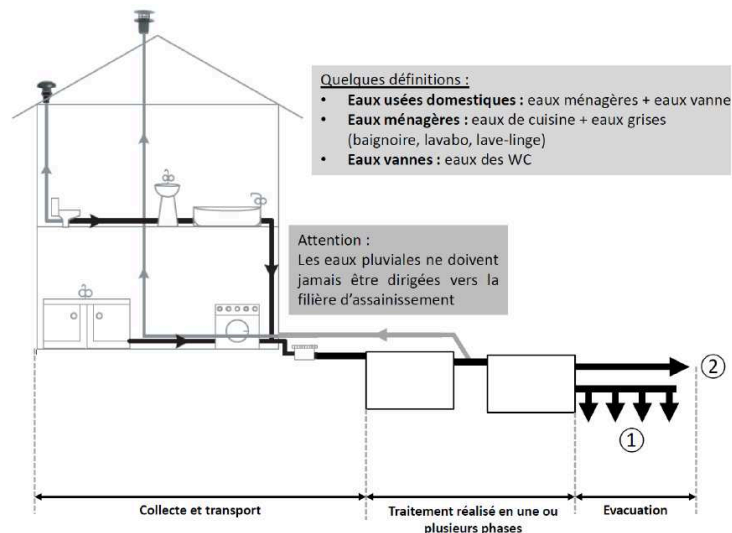 Quelques définitions :
• Eaux usées domestiques : eaux ménagères + eaux vanne
• Eaux ménagères : eaux de cuisine + eaux grises
(baignoire, lavabo, lave-linge)
• Eaux vannes : eaux des WC
Attention :
Les eaux pluviales ne doivent
jamais être dirigées vers la
filière d'assainissement
②
①
Collecte et transport
Traitement réalisé en une ou
plusieurs phases
Evacuation